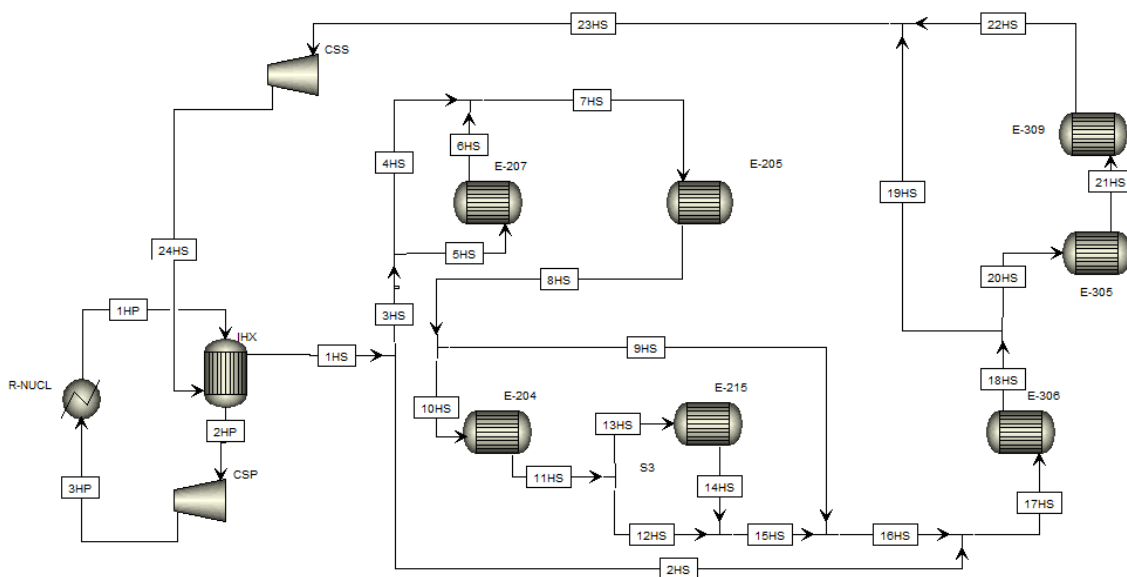 23HS
22HS
CSS
7HS
E-309
4HS
6HS
E-207
E-205
21HS
19HS
24HS
5HS
20HS
8HS
E-305
1HP
3HS
IHX
1HS
9HS
R-NUCL
18HS
E-306
10HS
E-204
E-215
13HS
2HP
S3
CSP
11HS
3HP
14HS
17HS
12HS
15HS
16HS
2HS